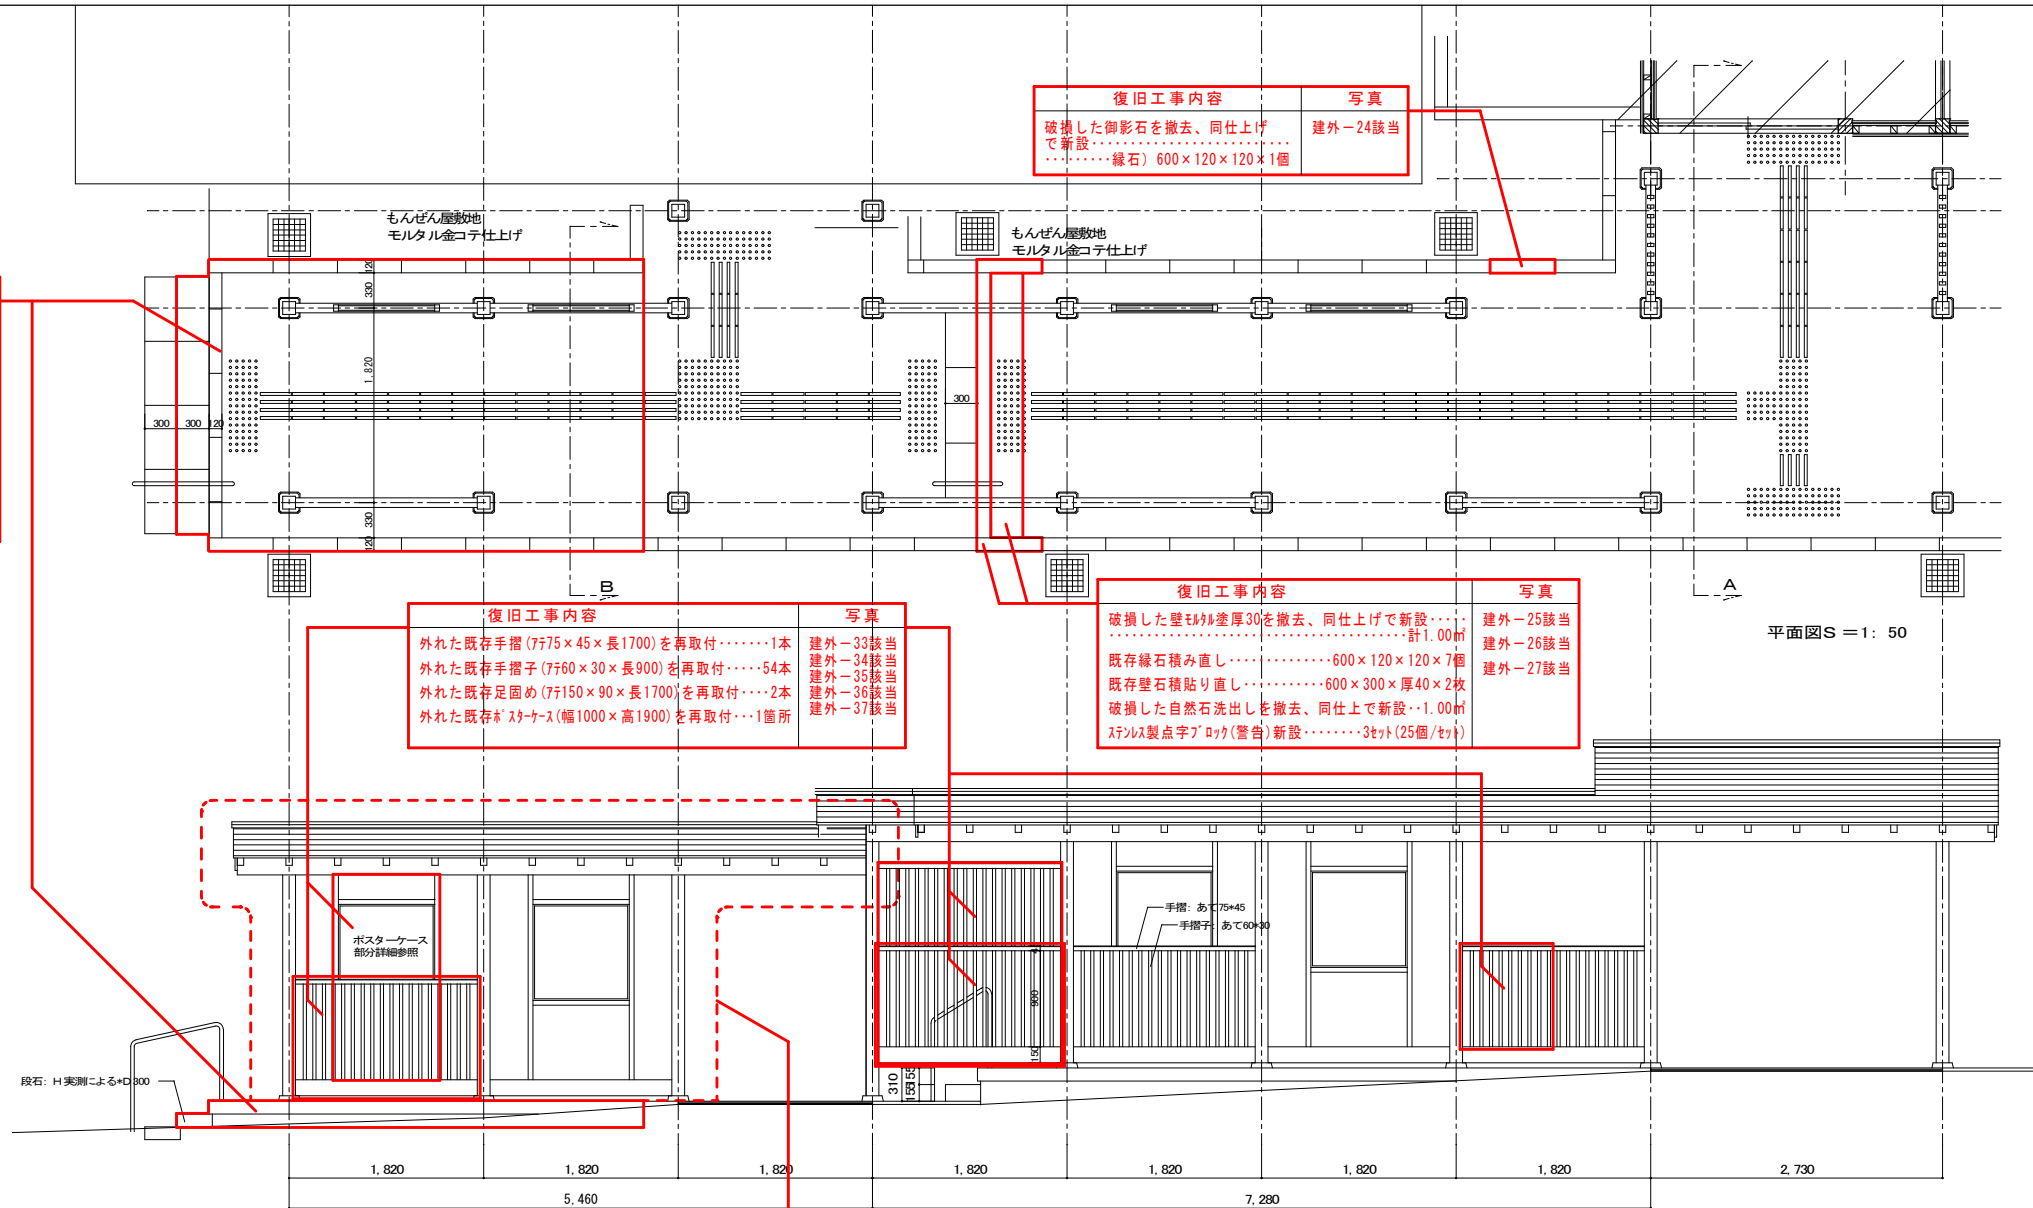 復旧工事内容 写真
破損した御影石を撤去、同仕上げ 建外－24該当
で新設・・・・・・・・・・・・・・・・・・・・・・・・
・・・・・・・・・縁石）600×120×120×1個
もんぜん屋敷地
モルタル金コテ仕上げ
もんぜん屋敷地
モルタル金コテ仕上げ
120
330
1,820
300 300 120
300
330
120
B
A
平面図S＝1：50
復旧工事内容 写真
外れた既存手摺(ｱﾃ75×45×長1700)を再取付・・・・・・・1本 建外－33該当
外れた既存手摺子(ｱﾃ60×30×長900)を再取付・・・・・54本 建外－34該当
建外－35該当
外れた既存足固め(ｱﾃ150×90×長1700)を再取付・・・・2本 建外－36該当
外れた既存ﾎﾟｽﾀｰｹｰｽ(幅1000×高1900)を再取付・・・1箇所 建外－37該当
復旧工事内容 写真
破損した壁ﾓﾙﾀﾙ塗厚30を撤去、同仕上げで新設・・・・・ 建外－25該当
・・・・・・・・・・・・・・・・・・・・・・・・・・・・・・・・・・・計1.00㎡ 建外－26該当
既存縁石積み直し・・・・・・・・・・・・・600×120×120×7個 建外－27該当
既存壁石積貼り直し・・・・・・・・・・・600×300×厚40×2枚
破損した自然石洗出しを撤去、同仕上で新設・・1.00㎡
ｽﾃﾝﾚｽ製点字ﾌﾞﾛｯｸ(警告)新設・・・・・・・・3ｾｯﾄ(25個/ｾｯﾄ)
手摺：あて75*45
手摺子：あて60*30
ポスターケース
部分詳細参照
900
150
310
155
155
段石：H実測による*D300
1,820 1,820 1,820 1,820 1,820 1,820 1,820 2,730
5,460 7,280